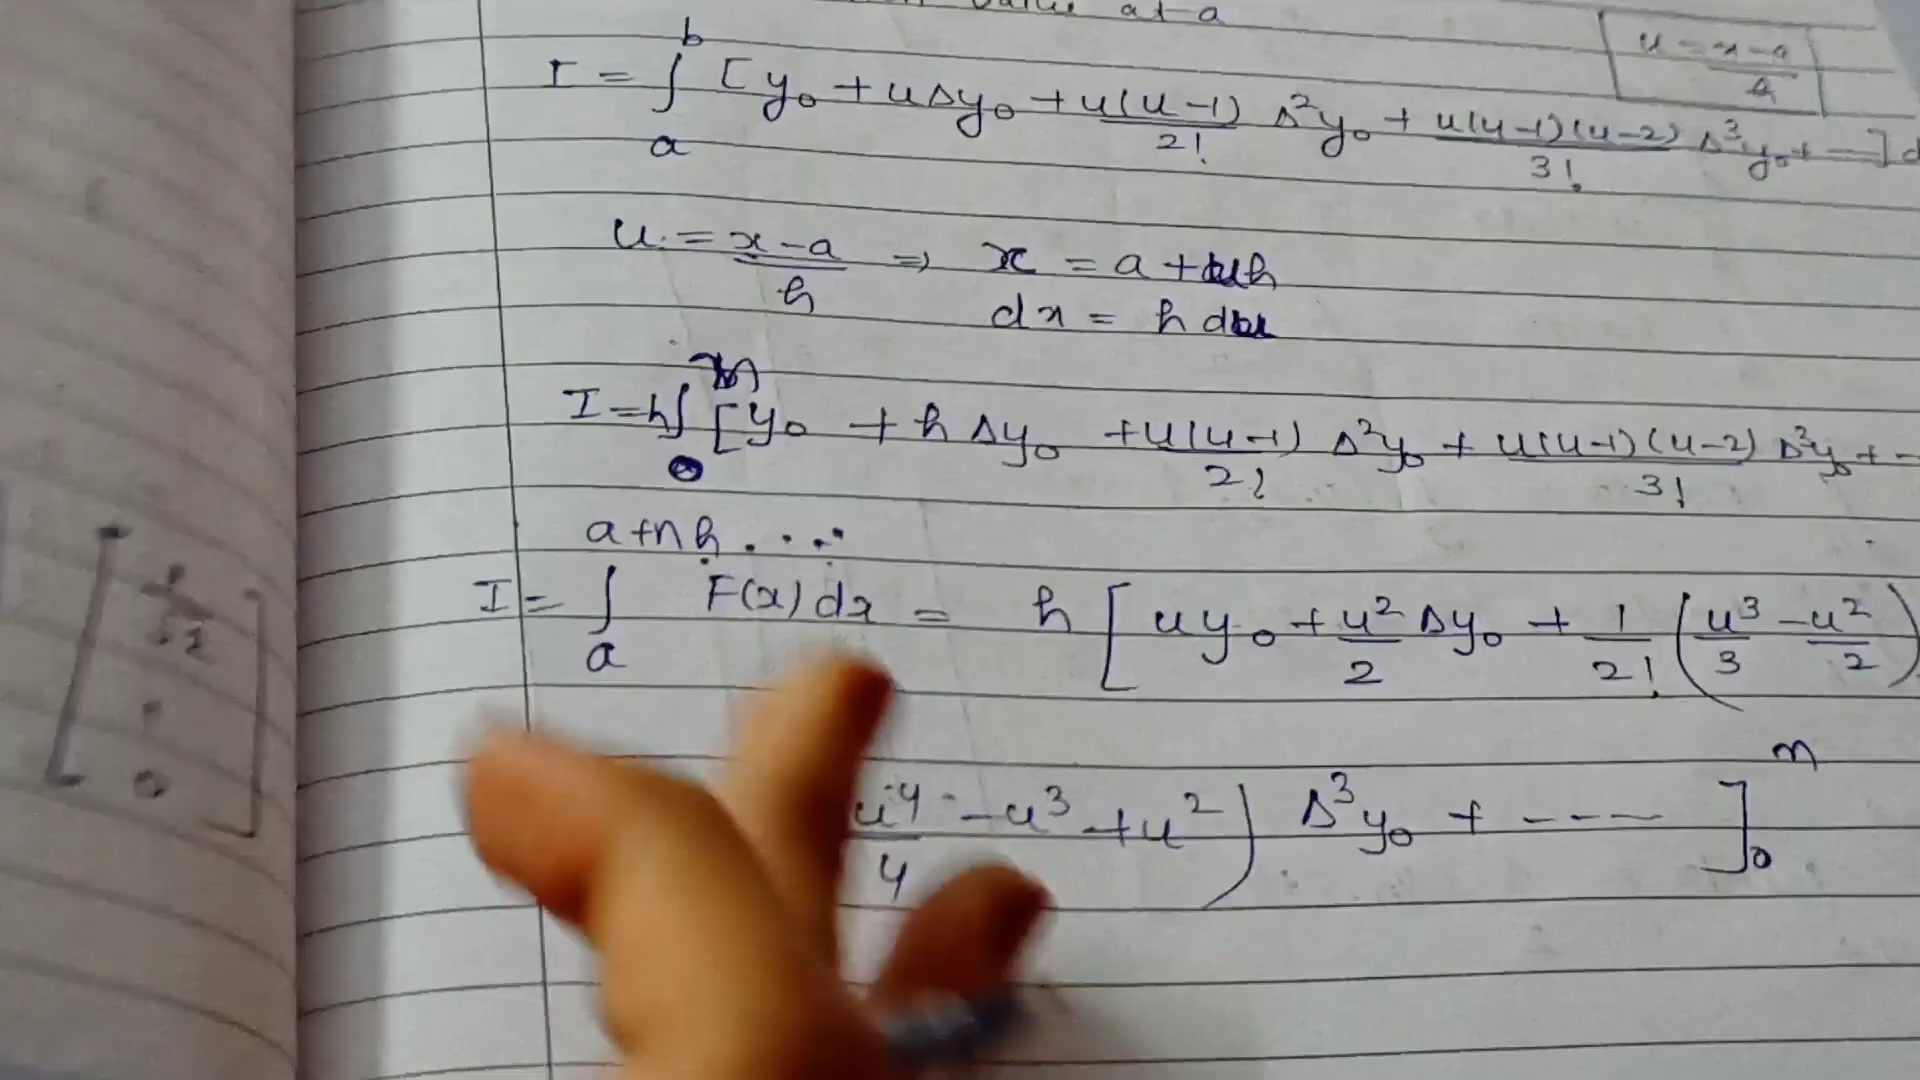 value at a
u = x-a / h
I = ∫_a^b [y₀ + uΔy₀ + u(u-1)/2! Δ²y₀ + u(u-1)(u-2)/3! Δ³y₀ + --] d
u = x-a/h ⇒ x = a+uh
dx = h du
I = h∫_0^n [y₀ + hΔy₀ + u(u-1)/2! Δ²y₀ + u(u-1)(u-2)/3! Δ³y₀ + -
I = ∫_a^{a+nh} F(x)dx = h [uy₀ + u²/2 Δy₀ + 1/2! (u³/3 - u²/2)
u⁴/4 - u³ + u²) Δ³y₀ + ---- ]_0^n